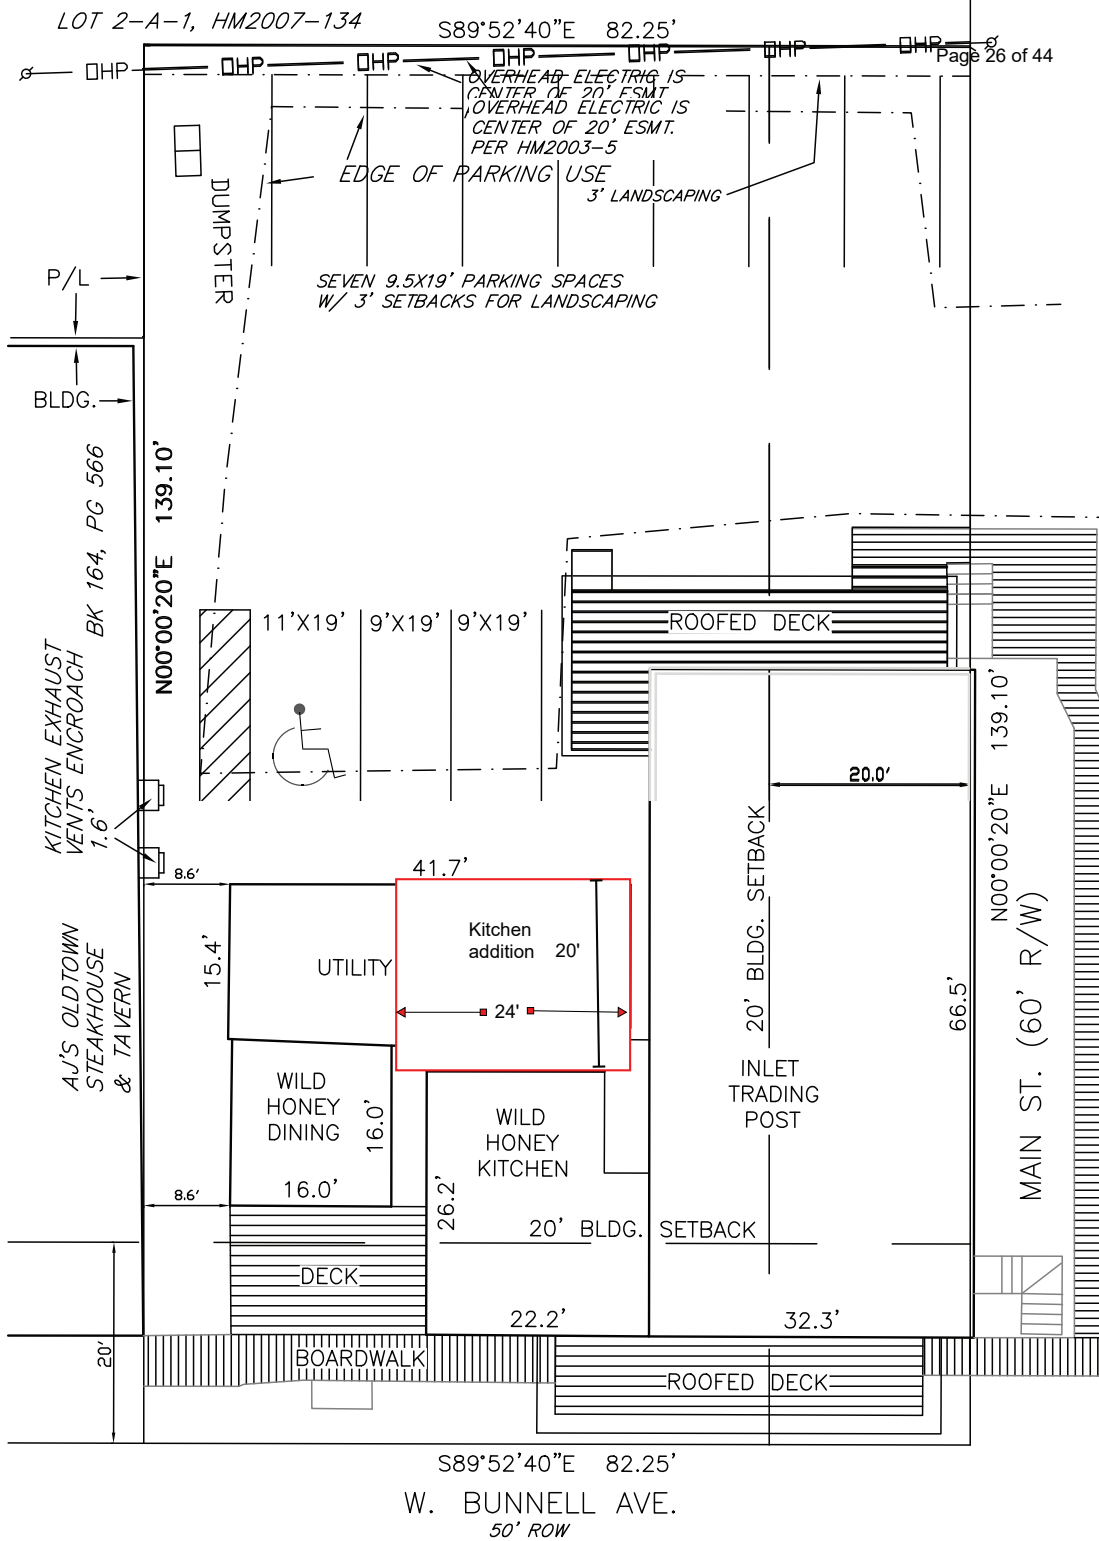 LOT 2-A-1, HM2007-134
S89°52'40"E 82.25'
Page 26 of 44
OHP OHP OHP OHP OHP OHP OHP
OVERHEAD ELECTRIC IS
CENTER OF 20' ESMT
OVERHEAD ELECTRIC IS
CENTER OF 20' ESMT.
PER HM2003-5
EDGE OF PARKING USE
3' LANDSCAPING
DUMPSTER
P/L
SEVEN 9.5X19' PARKING SPACES
W/ 3' SETBACKS FOR LANDSCAPING
BLDG.
BK 164, PG 566
N00°00'20"E 139.10'
11'X19' 9'X19' 9'X19'
ROOFED DECK
KITCHEN EXHAUST
VENTS ENCROACH
1.6'
N00°00'20"E 139.10'
20.0'
20' BLDG. SETBACK
8.6'
41.7'
15.4'
UTILITY
Kitchen
addition 20'
24'
66.5'
MAIN ST. (60' R/W)
AJ'S OLDTOWN
STEAKHOUSE
& TAVERN
WILD
HONEY
DINING
16.0'
16.0'
WILD
HONEY
KITCHEN
INLET
TRADING
POST
8.6'
26.2'
20' BLDG. SETBACK
DECK
22.2'
32.3'
20'
BOARDWALK
ROOFED DECK
S89°52'40"E 82.25'
W. BUNNELL AVE.
50' ROW